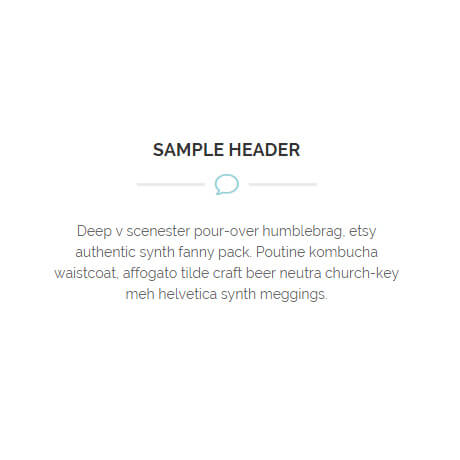 SAMPLE HEADER
Deep v scenester pour-over humblebrag, etsy
authentic synth fanny pack. Poutine kombucha
waistcoat, affogato tilde craft beer neutra church-key
meh helvetica synth meggings.